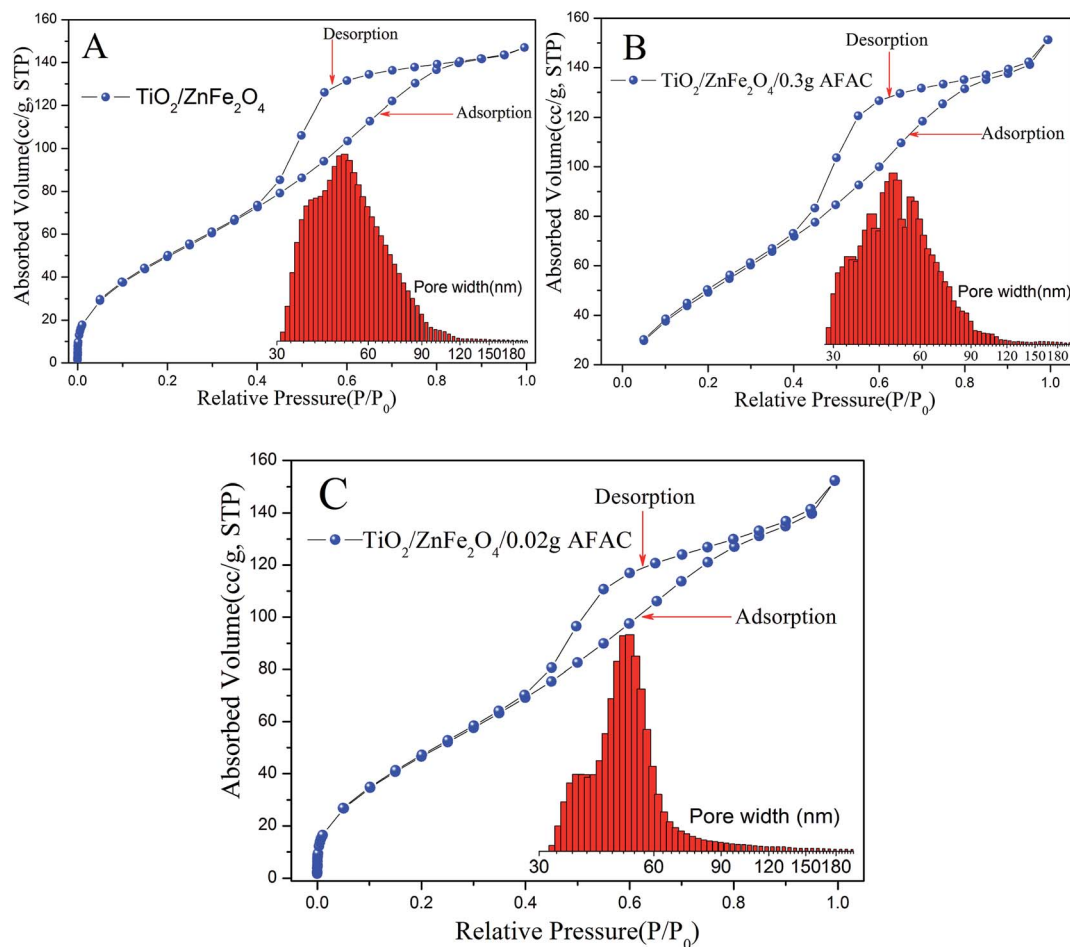 A
TiO2/ZnFe2O4
Desorption
Adsorption
Absorbed Volume(cc/g, STP)
160
140
120
100
80
60
40
20
0
Pore width(nm)
30 60 90 120 150 180
0.0 0.2 0.4 0.6 0.8 1.0
Relative Pressure(P/P0)
B
Desorption
TiO2/ZnFe2O4/0.3g AFAC
Adsorption
Absorbed Volume(cc/g, STP)
160
140
120
100
80
60
40
20
Pore width(nm)
30 60 90 120 150 180
0.0 0.2 0.4 0.6 0.8 1.0
Relative Pressure(P/P0)
C
Desorption
TiO2/ZnFe2O4/0.02g AFAC
Adsorption
Absorbed Volume(cc/g, STP)
160
140
120
100
80
60
40
20
0
Pore width (nm)
30 60 90 120 150 180
0.0 0.2 0.4 0.6 0.8 1.0
Relative Pressure(P/P0)